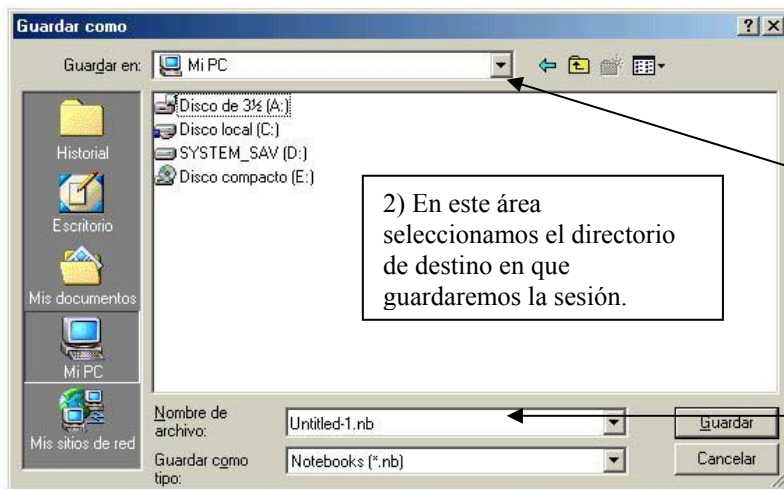 Guardar como
Guardar en:
Mi PC
Historial
Escritorio
Mis documentos
Mi PC
Mis sitios de red
Disco de 3½ (A:)
Disco local (C:)
SYSTEM_SAV (D:)
Disco compacto (E:)
2) En este área
seleccionamos el directorio
de destino en que
guardaremos la sesión.
Nombre de
archivo:
Untitled-1.nb
Guardar
Guardar como
tipo:
Notebooks (*.nb)
Cancelar